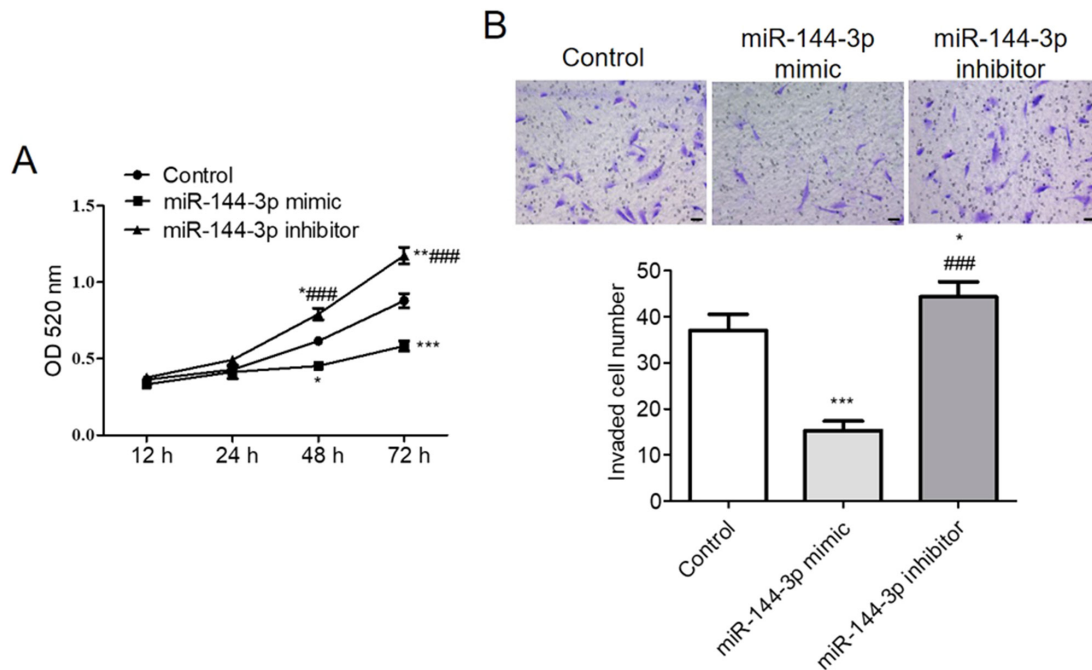 A
Control
miR-144-3p mimic
miR-144-3p inhibitor
1.5
1.0
0.5
0.0
OD 520 nm
*###
**###
***
*
12 h 24 h 48 h 72 h
B
Control
miR-144-3p
mimic
miR-144-3p
inhibitor
*
###
***
50
40
30
20
10
0
Invaded cell number
Control
miR-144-3p mimic
miR-144-3p inhibitor